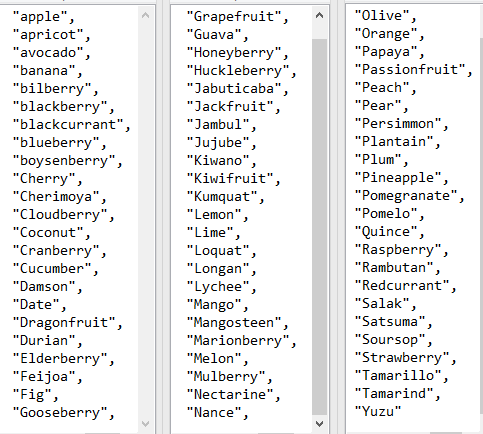 "apple",
"apricot",
"avocado",
"banana",
"bilberry",
"blackberry",
"blackcurrant",
"blueberry",
"boysenberry",
"Cherry",
"Cherimoya",
"Cloudberry",
"Coconut",
"Cranberry",
"Cucumber",
"Damson",
"Date",
"Dragonfruit",
"Durian",
"Elderberry",
"Feijoa",
"Fig",
"Gooseberry",
"Grapefruit",
"Guava",
"Honeyberry",
"Huckleberry",
"Jabuticaba",
"Jackfruit",
"Jambul",
"Jujube",
"Kiwano",
"Kiwifruit",
"Kumquat",
"Lemon",
"Lime",
"Loquat",
"Longan",
"Lychee",
"Mango",
"Mangosteen",
"Marionberry",
"Melon",
"Mulberry",
"Nectarine",
"Nance",
"Olive",
"Orange",
"Papaya",
"Passionfruit",
"Peach",
"Pear",
"Persimmon",
"Plantain",
"Plum",
"Pineapple",
"Pomegranate",
"Pomelo",
"Quince",
"Raspberry",
"Rambutan",
"Redcurrant",
"Salak",
"Satsuma",
"Soursop",
"Strawberry",
"Tamarillo",
"Tamarind",
"Yuzu"